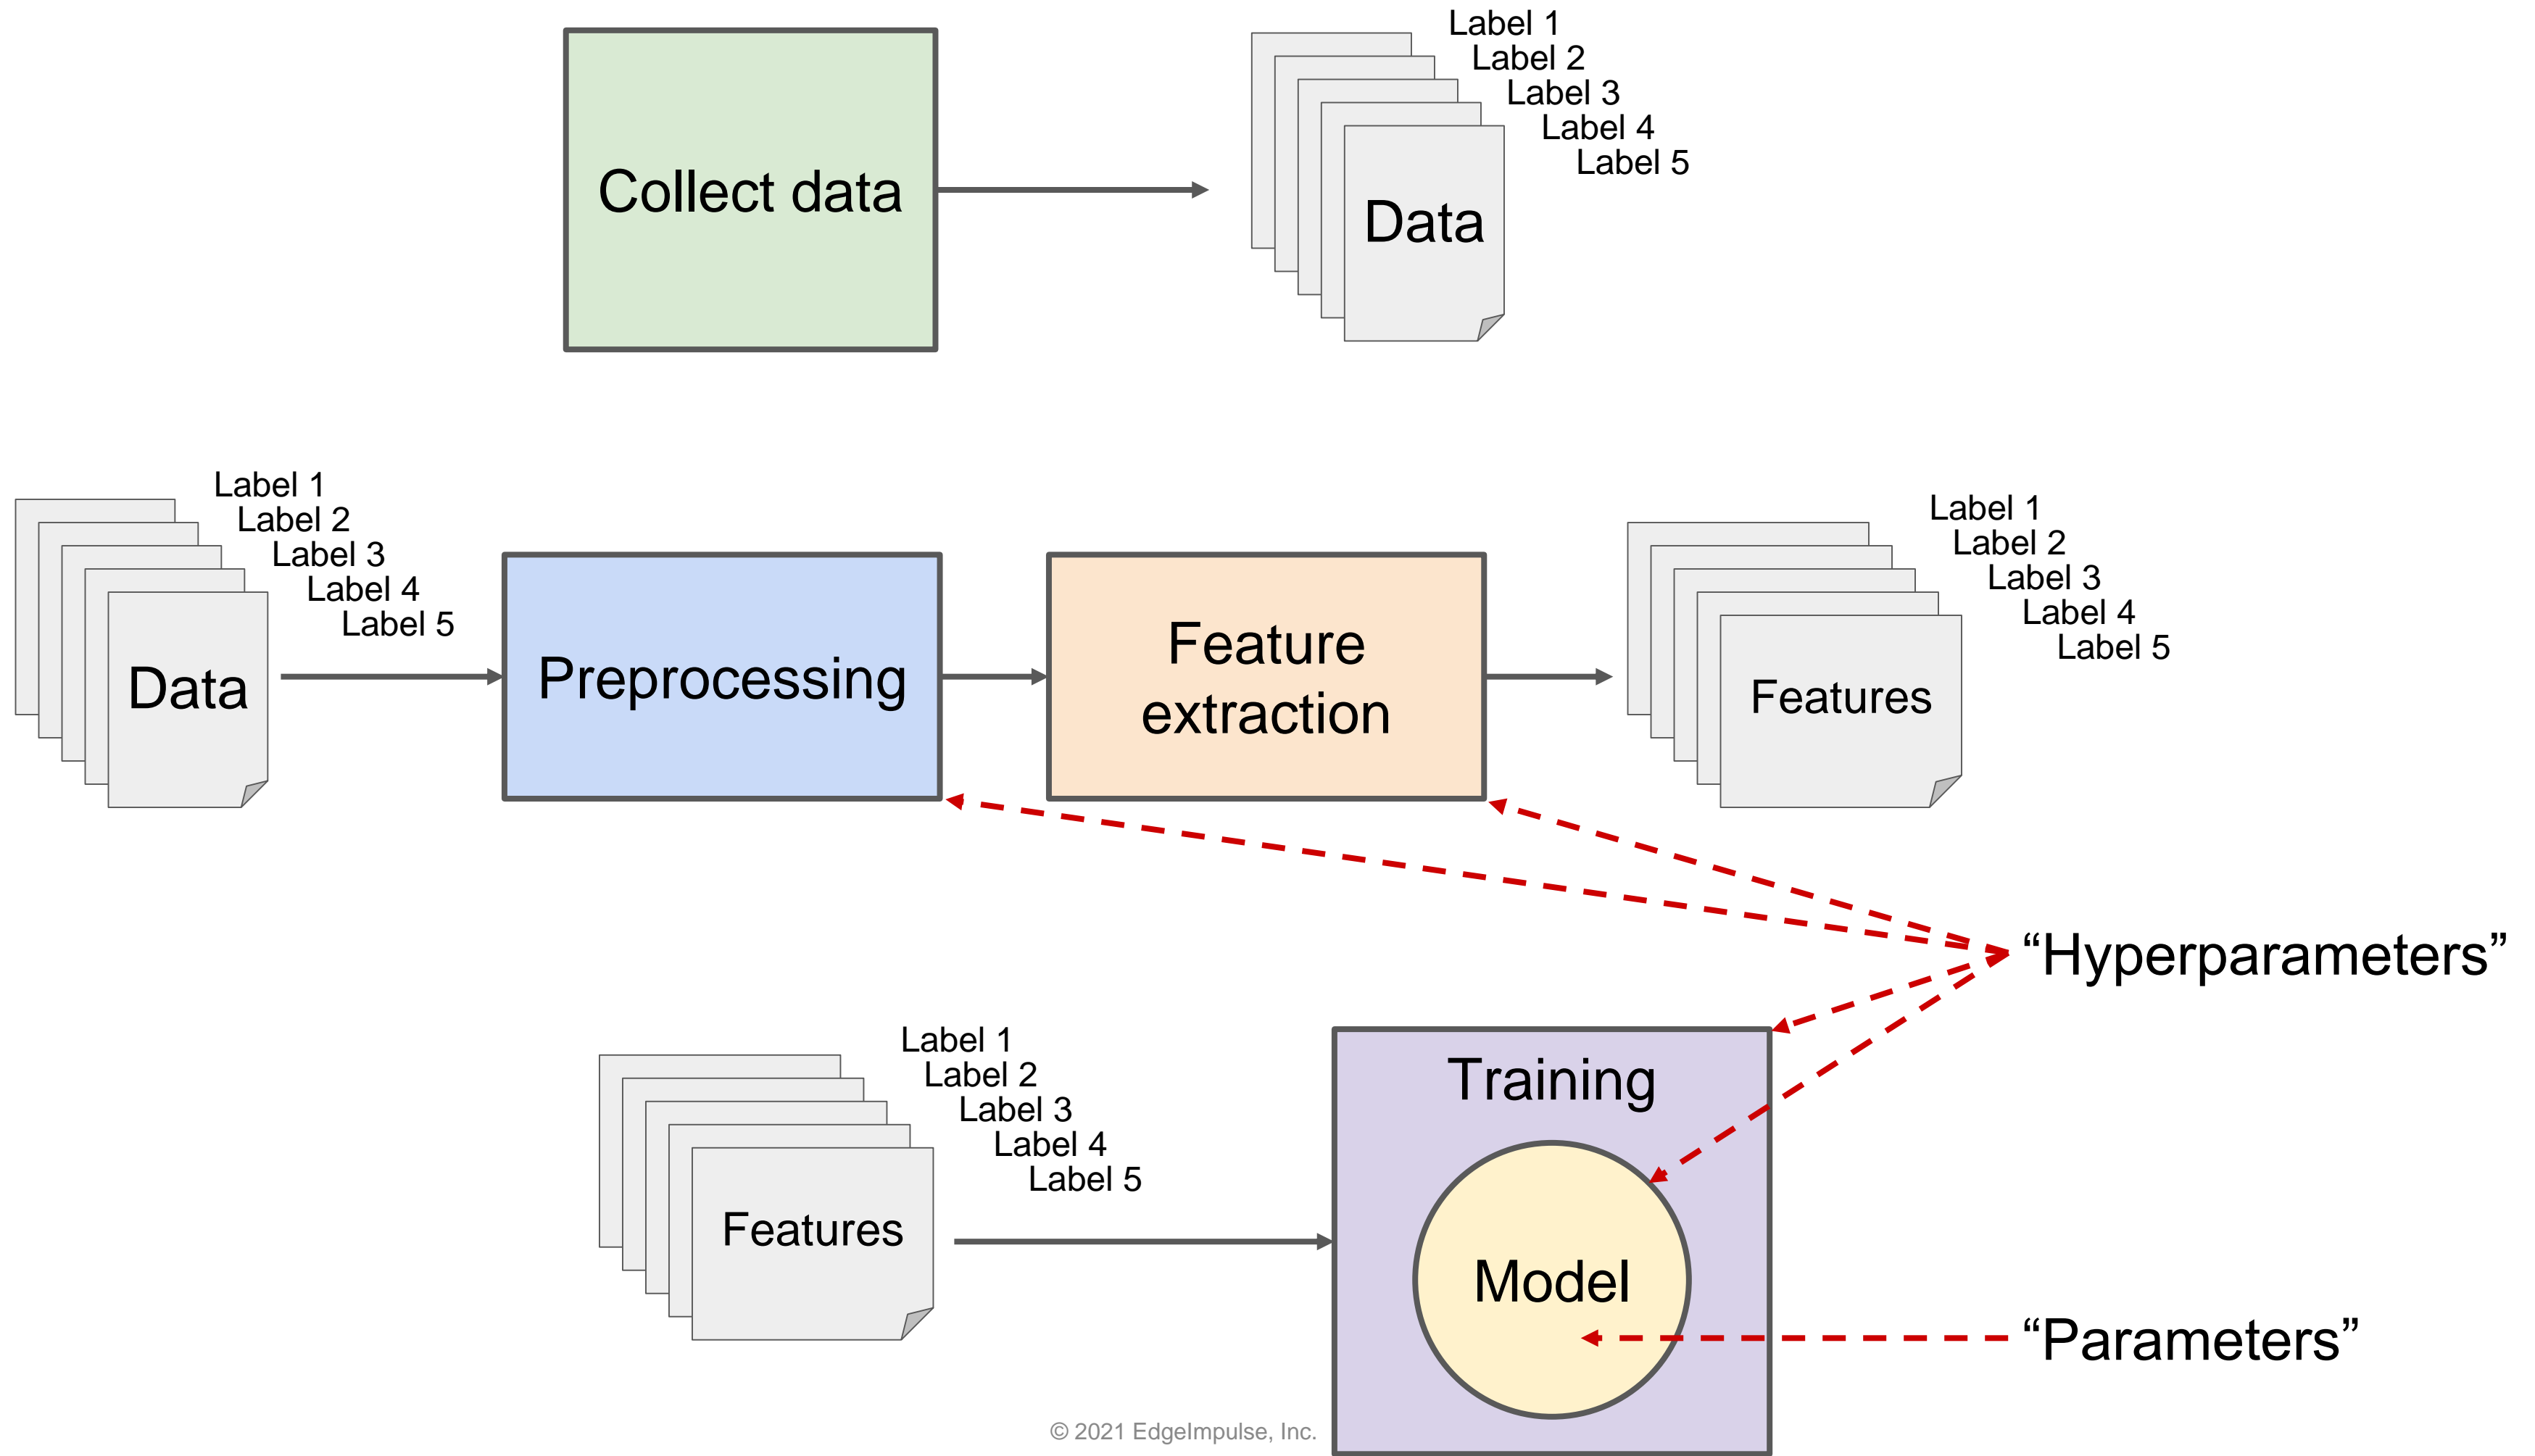 Label 1
Label 2
Label 3
Label 4
Label 5
Collect data
Data
Label 1
Label 2
Label 3
Label 4
Label 5
Data
Preprocessing
Feature
extraction
Label 1
Label 2
Label 3
Label 4
Label 5
Features
“Hyperparameters”
Label 1
Label 2
Label 3
Label 4
Label 5
Features
Training
Model
“Parameters”
© 2021 EdgeImpulse, Inc.